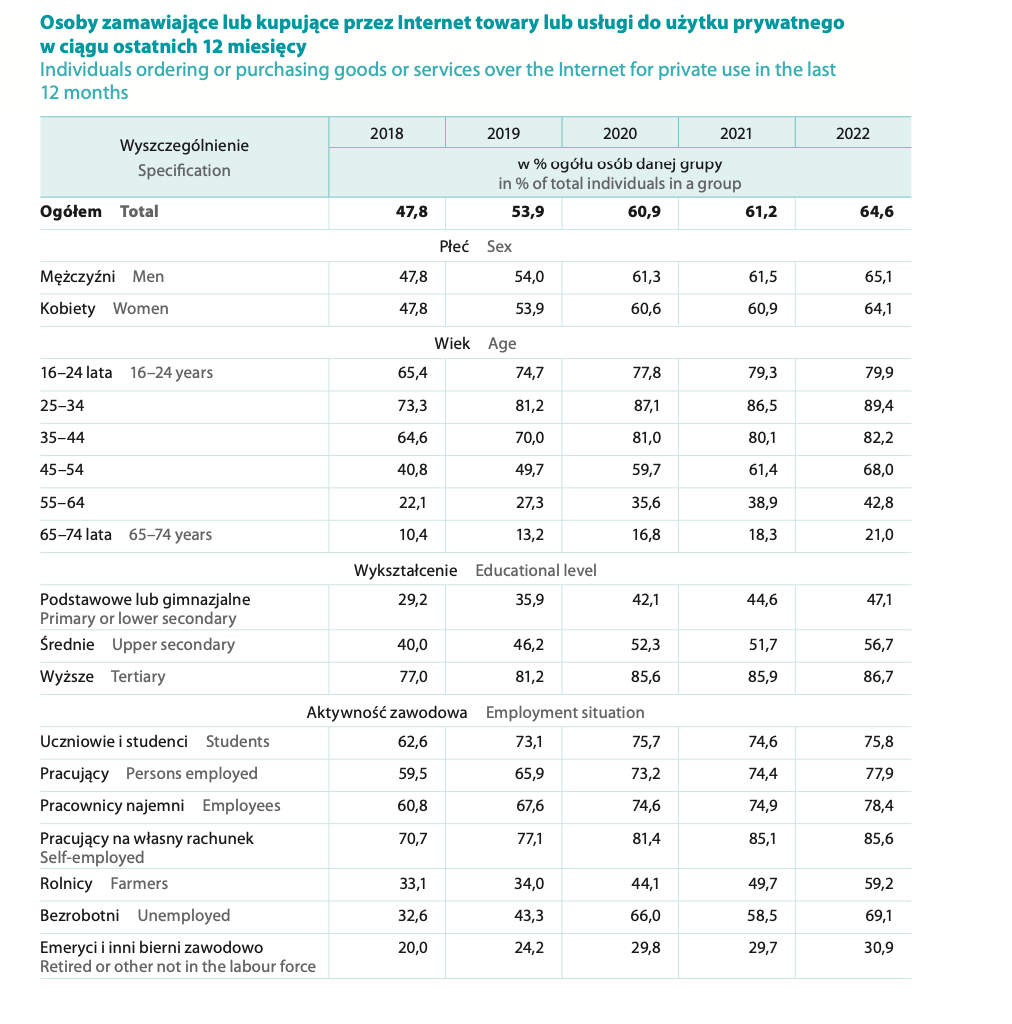 Osoby zamawiające lub kupujące przez Internet towary lub usługi do użytku prywatnego
w ciągu ostatnich 12 miesięcy
Individuals ordering or purchasing goods or services over the Internet for private use in the last
12 months
Wyszczególnienie
Specification
2018 2019 2020 2021 2022
w % ogółu osób danej grupy
in % of total individuals in a group
Ogółem Total 47,8 53,9 60,9 61,2 64,6
Płeć Sex
Mężczyźni Men 47,8 54,0 61,3 61,5 65,1
Kobiety Women 47,8 53,9 60,6 60,9 64,1
Wiek Age
16–24 lata 16–24 years 65,4 74,7 77,8 79,3 79,9
25–34 73,3 81,2 87,1 86,5 89,4
35–44 64,6 70,0 81,0 80,1 82,2
45–54 40,8 49,7 59,7 61,4 68,0
55–64 22,1 27,3 35,6 38,9 42,8
65–74 lata 65–74 years 10,4 13,2 16,8 18,3 21,0
Wykształcenie Educational level
Podstawowe lub gimnazjalne 29,2 35,9 42,1 44,6 47,1
Primary or lower secondary
Średnie Upper secondary 40,0 46,2 52,3 51,7 56,7
Wyższe Tertiary 77,0 81,2 85,6 85,9 86,7
Aktywność zawodowa Employment situation
Uczniowie i studenci Students 62,6 73,1 75,7 74,6 75,8
Pracujący Persons employed 59,5 65,9 73,2 74,4 77,9
Pracownicy najemni Employees 60,8 67,6 74,6 74,9 78,4
Pracujący na własny rachunek 70,7 77,1 81,4 85,1 85,6
Self-employed
Rolnicy Farmers 33,1 34,0 44,1 49,7 59,2
Bezrobotni Unemployed 32,6 43,3 66,0 58,5 69,1
Emeryci i inni bierni zawodowo 20,0 24,2 29,8 29,7 30,9
Retired or other not in the labour force